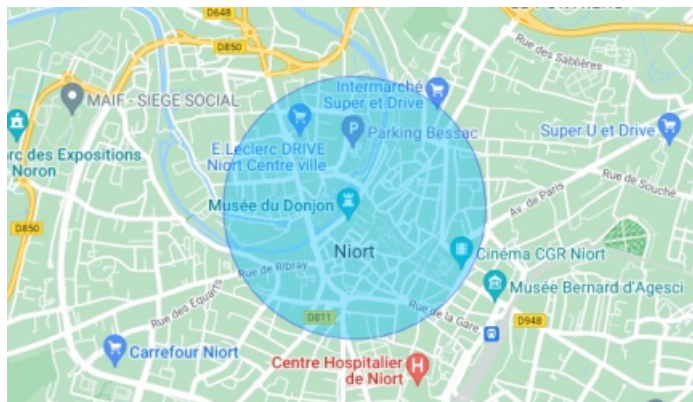 D648
D850
Rue des Sablières
MAIF - SIEGE SOCIAL
Intermarché
Super et Drive
P
Parking Bessac
Super U et Drive
E.Leclerc DRIVE
Niort Centre ville
rc des Expositions
Noron
Rue de Souché
Musée du Donjon
Av. de Paris
D850
Niort
Cinéma CGR Niort
Rue de Ribray
Musée Bernard d'Agesci
Rue des Equarts
D811
Rue de la Gare
D948
Carrefour Niort
Centre Hospitalier
de Niort
H